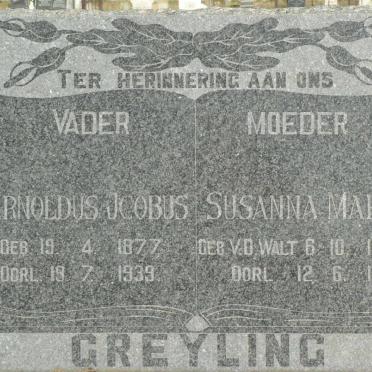 TER HERINNERING AAN ONS
VADER
RNOLDUS JCOBUS
GEB 19 4 1877
OORL 19 7 1939
MOEDER
SUSANNA MA
GEB V.D. WALT 6 10
OORL 12 6
GREYLING